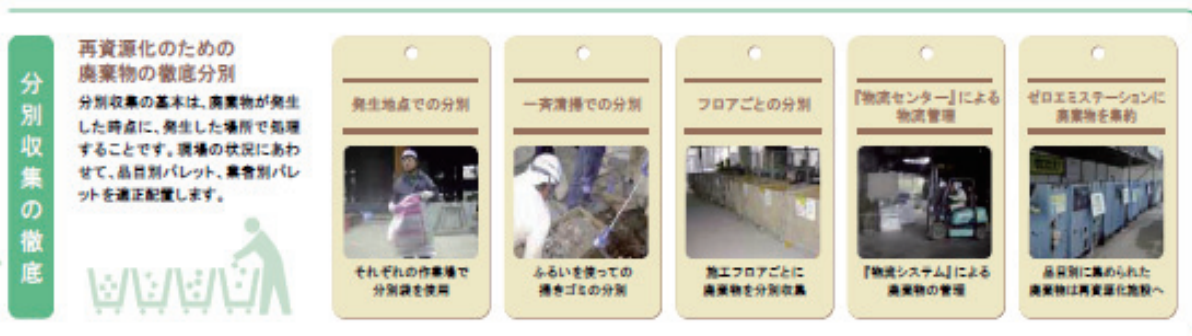 分別収集の徹底
再資源化のための
廃棄物の徹底分別
分別収集の基本は、廃棄物が発生
した時点に、発生した場所で処理
することです。現場の状況にあわ
せて、品目別パレット、業者別パレ
ットを適正配置します。
発生地点での分別
それぞれの作業場で
分別袋を使用
一斉清掃での分別
ふるいを使っての
掃きゴミの分別
フロアごとの分別
施工フロアごとに
廃棄物を分別収集
『物流センター』による
物流管理
『物流システム』による
廃棄物の管理
ゼロエミステーションに
廃棄物を集約
品目別に集められた
廃棄物は再資源化施設へ